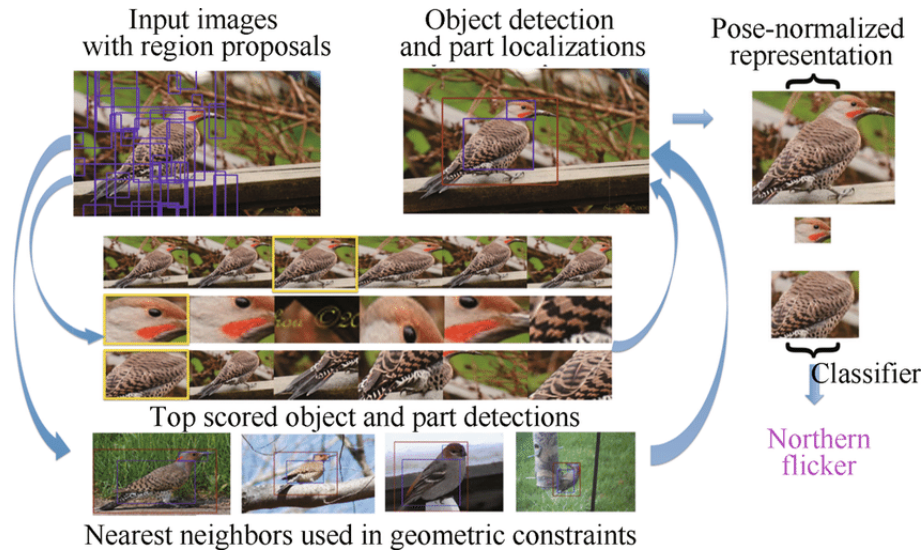 Input images
with region proposals
Object detection
and part localizations
Pose-normalized
representation
©20
Top scored object and part detections
Classifier
Northern
flicker
Nearest neighbors used in geometric constraints